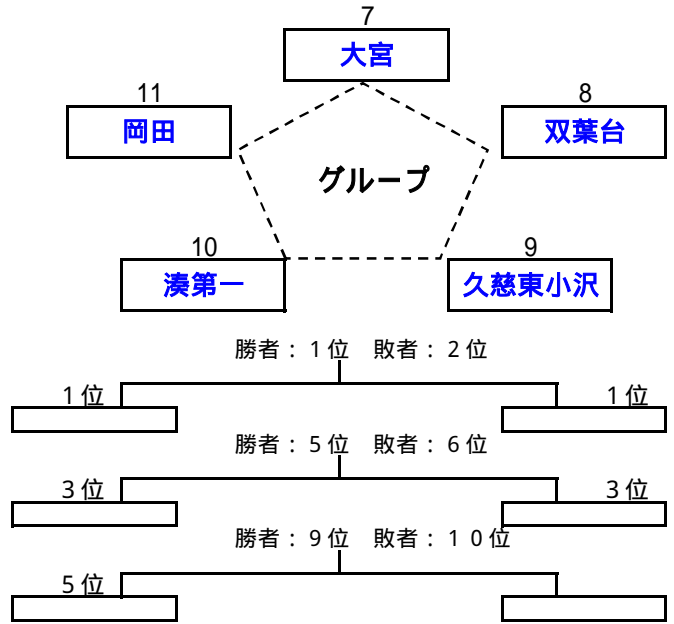 7
大宮
11
岡田
8
双葉台
グループ
10
湊第一
9
久慈東小沢
勝者：1位 敗者：2位
1位
1位
勝者：5位 敗者：6位
3位
3位
勝者：9位 敗者：10位
5位